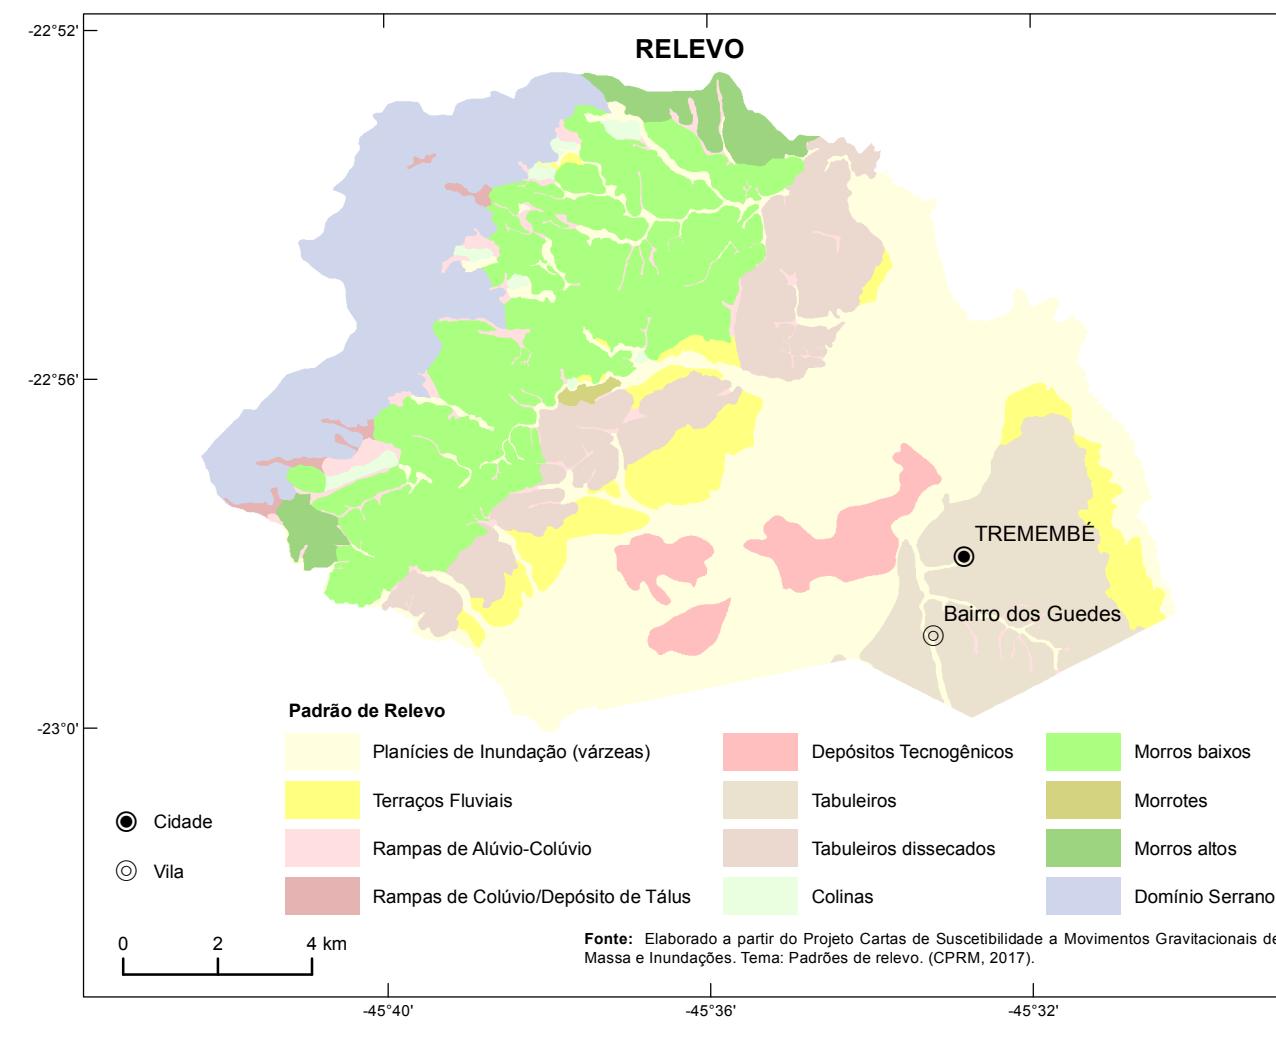 -22°52'
RELEVO
-22°56'
TREMEMBÉ
Bairro dos Guedes
-23°0'
Padrão de Relevo
Planícies de Inundação (várzeas)
Depósitos Tecnogênicos
Morros baixos
Terraços Fluviais
Tabuleiros
Morrotes
Cidade
Rampas de Alúvio-Colúvio
Tabuleiros dissecados
Morros altos
Vila
Rampas de Colúvio/Depósito de Tálus
Colinas
Domínio Serrano
0 2 4 km
Fonte: Elaborado a partir do Projeto Cartas de Suscetibilidade a Movimentos Gravitacionais de
Massa e Inundações. Tema: Padrões de relevo. (CPRM, 2017).
-45°40' -45°36' -45°32'